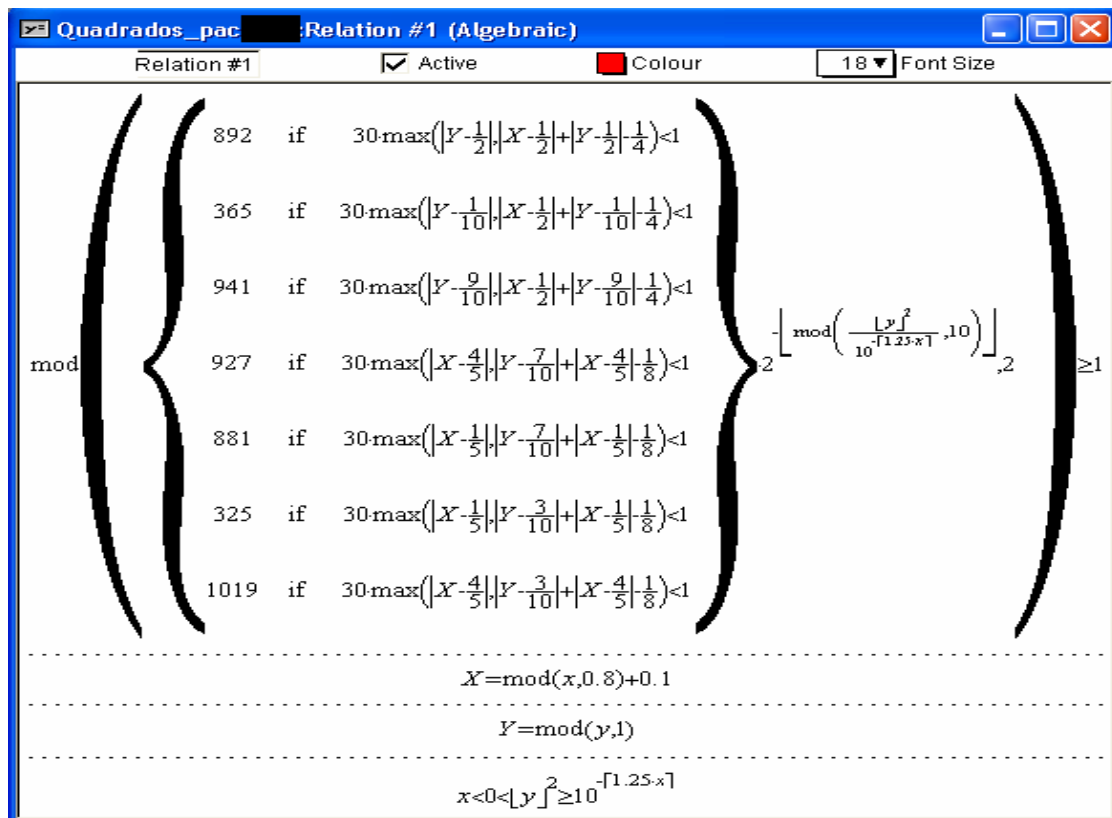 Quadrados_pac :Relation #1 (Algebraic)
Relation #1 Active Colour 18▼ Font Size
892 if 30·max(|Y-1/2|,|X-1/2|+|Y-1/2|-1/4)<1
365 if 30·max(|Y-1/10|,|X-1/2|+|Y-1/10|-1/4)<1
941 if 30·max(|Y-9/10|,|X-1/2|+|Y-9/10|-1/4)<1
mod 927 if 30·max(|X-4/5|,|Y-7/10|+|X-4/5|-1/8)<1 ·2^-⌊mod(⌊y⌋^2/10^-⌈1.25·x⌉,10)⌋,2 ≥1
881 if 30·max(|X-1/5|,|Y-7/10|+|X-1/5|-1/8)<1
325 if 30·max(|X-1/5|,|Y-3/10|+|X-1/5|-1/8)<1
1019 if 30·max(|X-4/5|,|Y-3/10|+|X-4/5|-1/8)<1
X=mod(x,0.8)+0.1
Y=mod(y,1)
x<0<⌊y⌋^2≥10^-⌈1.25·x⌉